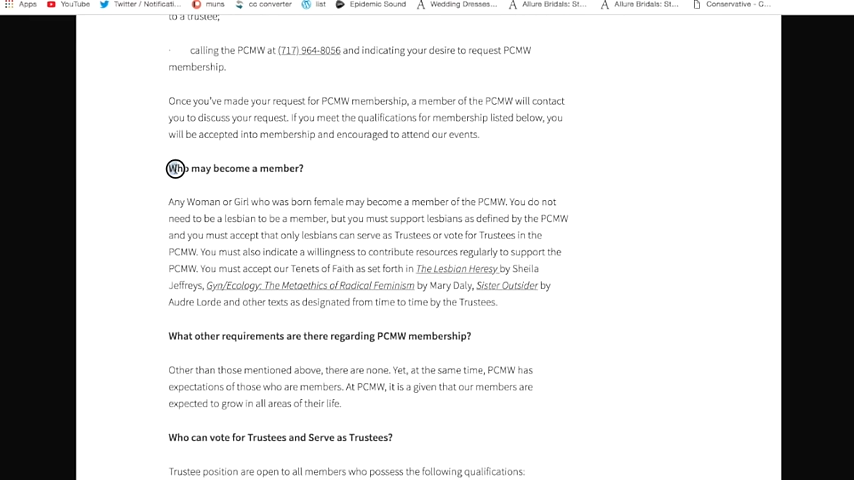 Apps YouTube Twitter / Notificati... muns co converter list Epidemic Sound Wedding Dresses... Allure Bridals: St... Allure Bridals: St... Conservative - C...
to a trustee;
· calling the PCMW at (717) 964-8056 and indicating your desire to request PCMW
membership.
Once you've made your request for PCMW membership, a member of the PCMW will contact
you to discuss your request. If you meet the qualifications for membership listed below, you
will be accepted into membership and encouraged to attend our events.
Who may become a member?
Any Woman or Girl who was born female may become a member of the PCMW. You do not
need to be a lesbian to be a member, but you must support lesbians as defined by the PCMW
and you must accept that only lesbians can serve as Trustees or vote for Trustees in the
PCMW. You must also indicate a willingness to contribute resources regularly to support the
PCMW. You must accept our Tenets of Faith as set forth in The Lesbian Heresy by Sheila
Jeffreys, Gyn/Ecology: The Metaethics of Radical Feminism by Mary Daly, Sister Outsider by
Audre Lorde and other texts as designated from time to time by the Trustees.
What other requirements are there regarding PCMW membership?
Other than those mentioned above, there are none. Yet, at the same time, PCMW has
expectations of those who are members. At PCMW, it is a given that our members are
expected to grow in all areas of their life.
Who can vote for Trustees and Serve as Trustees?
Trustee position are open to all members who possess the following qualifications: